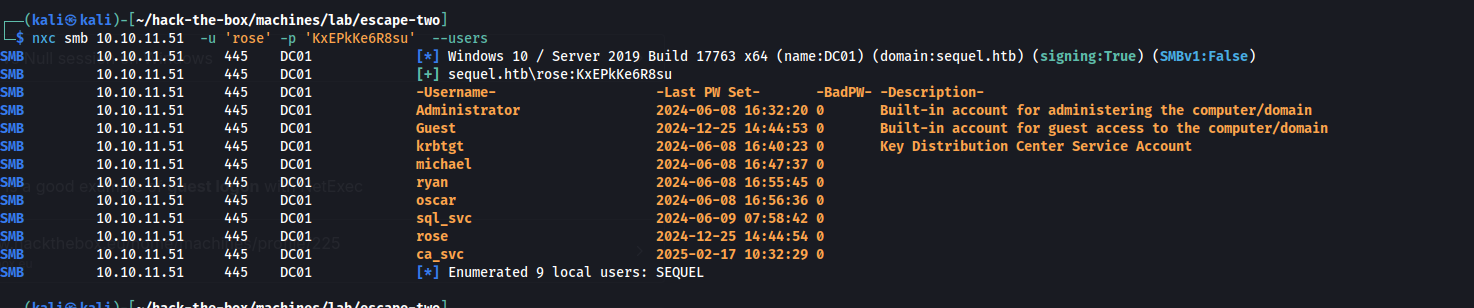 (kali㉿kali)-[~/hack-the-box/machines/lab/escape-two]
$ nxc smb 10.10.11.51 -u 'rose' -p 'KxEPkKe6R8su' --users
SMB 10.10.11.51 445 DC01 [*] Windows 10 / Server 2019 Build 17763 x64 (name:DC01) (domain:sequel.htb) (signing:True) (SMBv1:False)
SMB 10.10.11.51 445 DC01 [+] sequel.htb\rose:KxEPkKe6R8su
SMB 10.10.11.51 445 DC01 -Username- -Last PW Set- -BadPW- -Description-
SMB 10.10.11.51 445 DC01 Administrator 2024-06-08 16:32:20 0 Built-in account for administering the computer/domain
SMB 10.10.11.51 445 DC01 Guest 2024-12-25 14:44:53 0 Built-in account for guest access to the computer/domain
SMB 10.10.11.51 445 DC01 krbtgt 2024-06-08 16:40:23 0 Key Distribution Center Service Account
SMB 10.10.11.51 445 DC01 michael 2024-06-08 16:47:37 0
SMB 10.10.11.51 445 DC01 ryan 2024-06-08 16:55:45 0
SMB 10.10.11.51 445 DC01 oscar 2024-06-08 16:56:36 0
SMB 10.10.11.51 445 DC01 sql_svc 2024-06-09 07:58:42 0
SMB 10.10.11.51 445 DC01 rose 2024-12-25 14:44:54 0
SMB 10.10.11.51 445 DC01 ca_svc 2025-02-17 10:32:29 0
SMB 10.10.11.51 445 DC01 [*] Enumerated 9 local users: SEQUEL
(kali㉿kali)-[~/hack-the-box/machines/lab/escape-two]